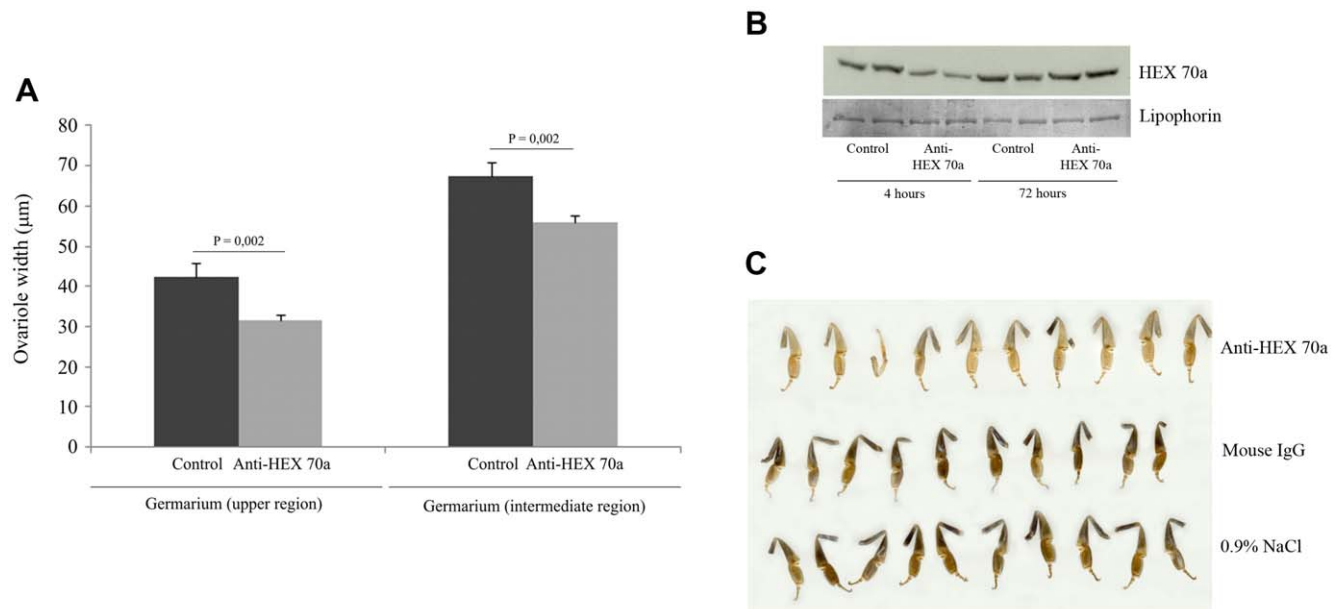 A
Ovariole width (µm)
80
70
60
50
40
30
20
10
0
P = 0,002
P = 0,002
Control Anti-HEX 70a
Control Anti-HEX 70a
Germarium (upper region)
Germarium (intermediate region)
B
HEX 70a
Lipophorin
Control
Anti-
HEX 70a
Control
Anti-
HEX 70a
4 hours
72 hours
C
Anti-HEX 70a
Mouse IgG
0.9% NaCl